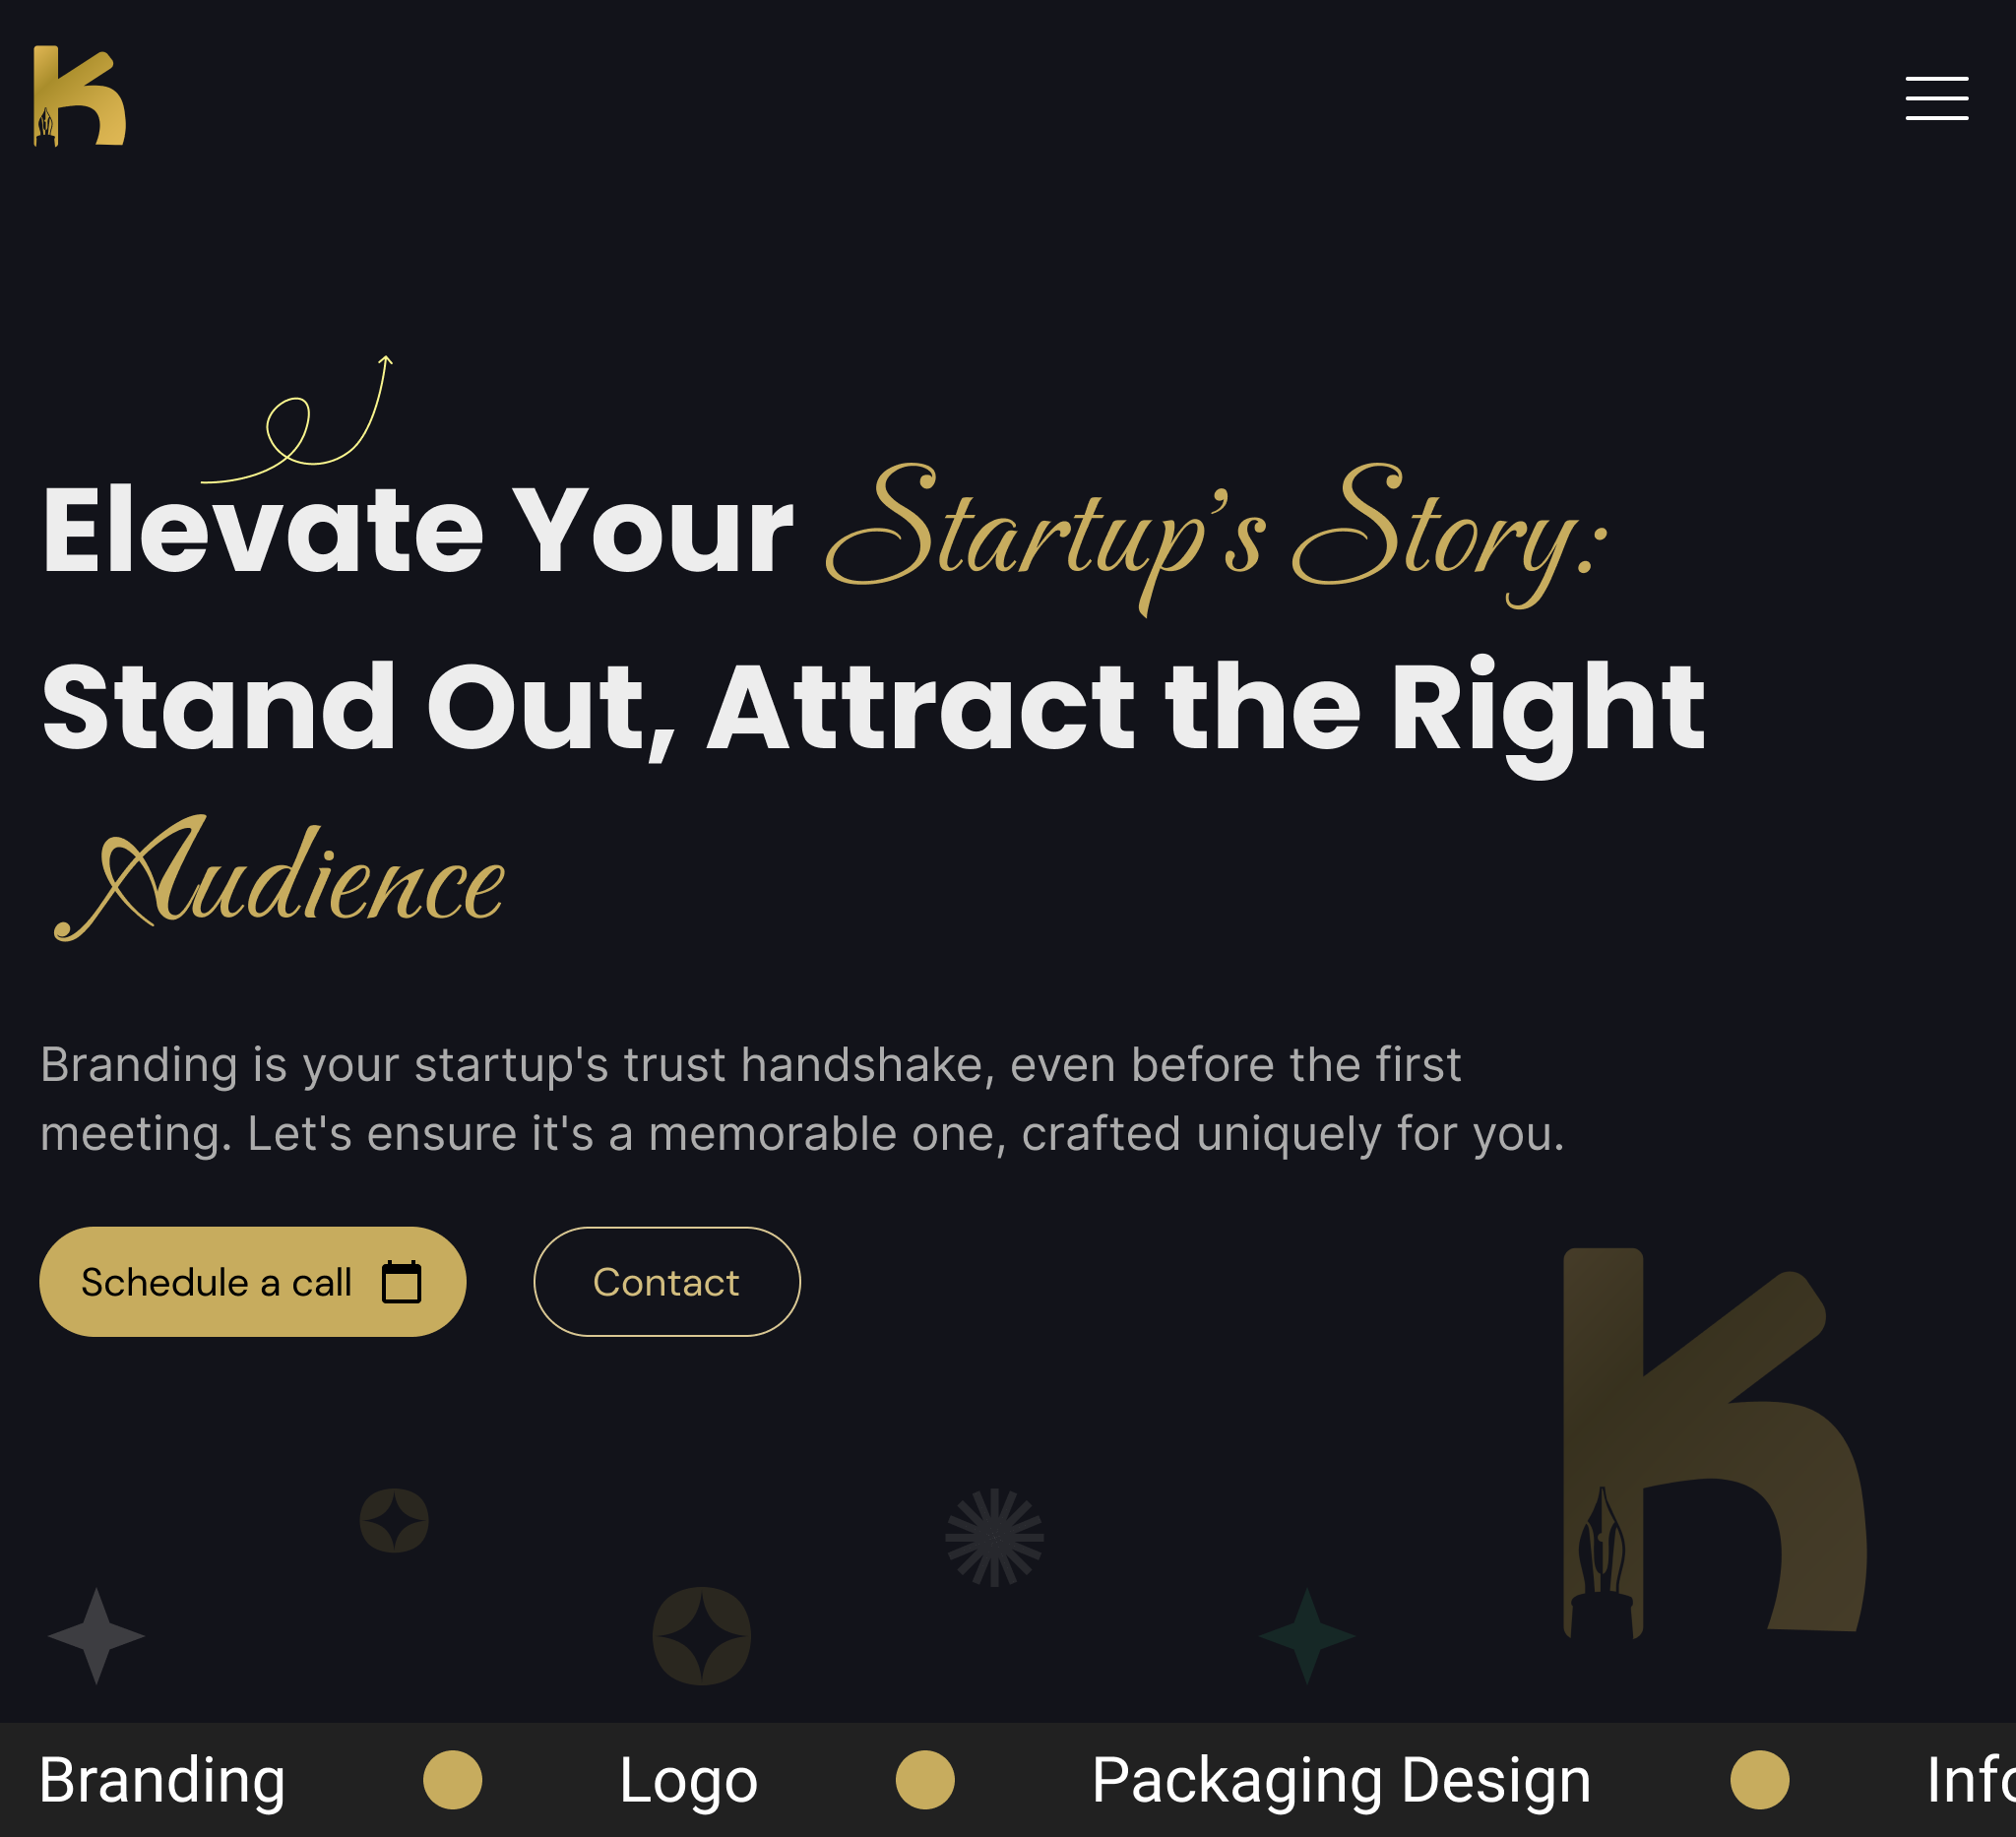 Elevate Your Startup’s Story:
Stand Out, Attract the Right
Audience
Branding is your startup's trust handshake, even before the first
meeting. Let's ensure it's a memorable one, crafted uniquely for you.
Schedule a call
Contact
Branding
Logo
Packaging Design